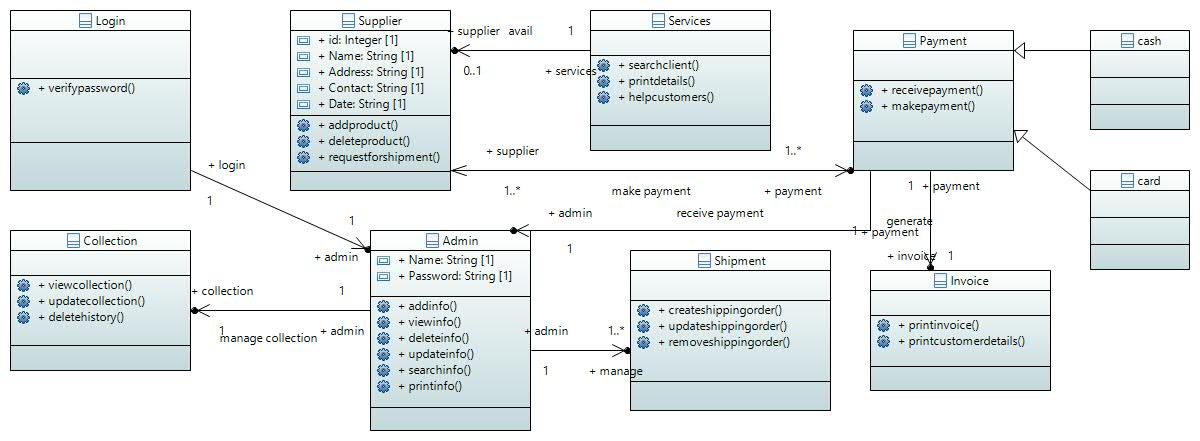 Login
+ verifypassword()
Supplier
+ id: Integer [1]
+ Name: String [1]
+ Address: String [1]
+ Contact: String [1]
+ Date: String [1]
+ addproduct()
+ deleteproduct()
+ requestforshipment()
+ supplier avail 1
0..1 + services
Services
+ searchclient()
+ printdetails()
+ helpcustomers()
Payment
+ receivepayment()
+ makepayment()
cash
card
+ supplier 1..*
1..* make payment + payment
+ admin receive payment
1
1 + payment
1 + payment
generate
+ invoice 1
+ login
1
1
+ admin
Collection
+ viewcollection()
+ updatecollection()
+ deletehistory()
+ collection 1
1 + admin
manage collection
Admin
+ Name: String [1]
+ Password: String [1]
+ addinfo()
+ viewinfo()
+ deleteinfo()
+ updateinfo()
+ searchinfo()
+ printinfo()
+ admin 1..*
1 + manage
Shipment
+ createshippingorder()
+ updateshippingorder()
+ removeshippingorder()
Invoice
+ printinvoice()
+ printcustomerdetails()